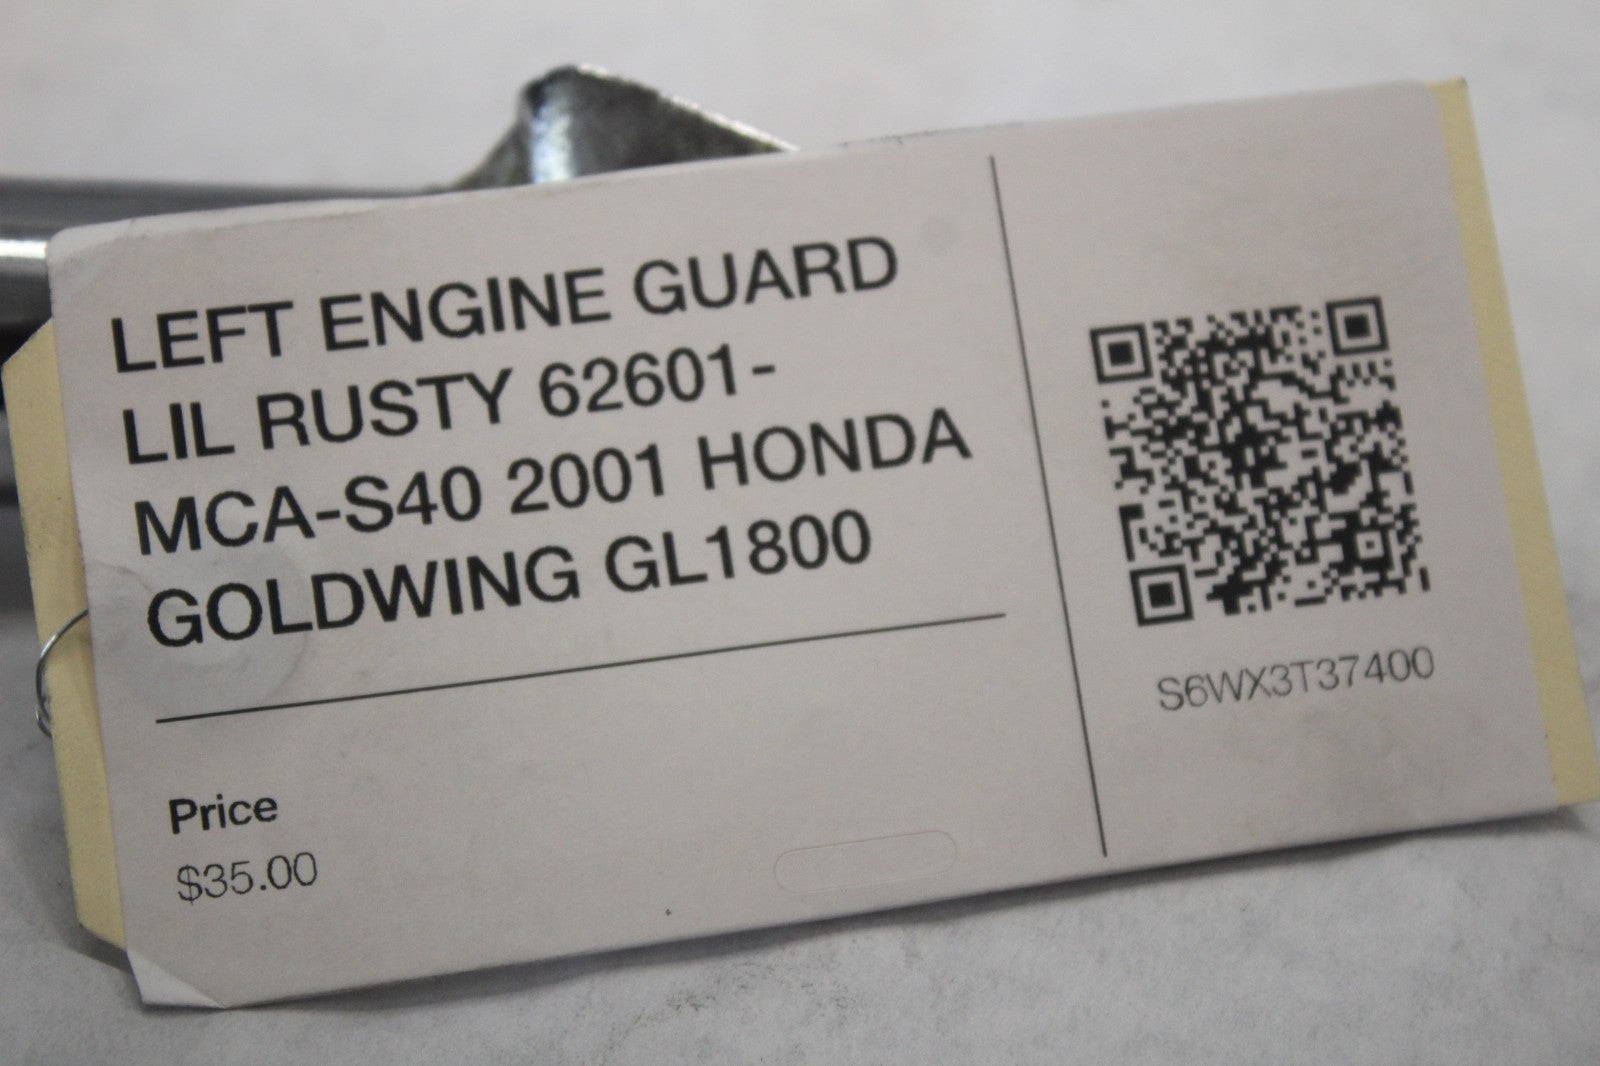 LEFT ENGINE GUARD
LIL RUSTY 62601-
MCA-S40 2001 HONDA
GOLDWING GL1800
Price
$35.00
S6WX3T37400